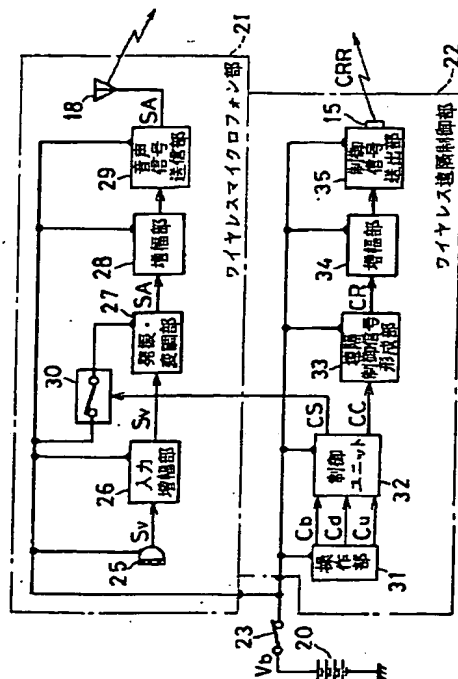 ワイヤレスマイクロフォン部
21
18
SA
音声
信号
送信部
29
増幅部
28
SA
発振・
変調部
27
30
Sv
入力
増幅部
26
Sv
25
ワイヤレス遠隔制御部
22
CRR
15
制御
信号
送出部
35
増幅部
34
CR
遠隔
制御信号
形成部
33
CS
CC
制御
ユニット
32
Cb
Cd
Cu
操作部
31
23
Vb
20